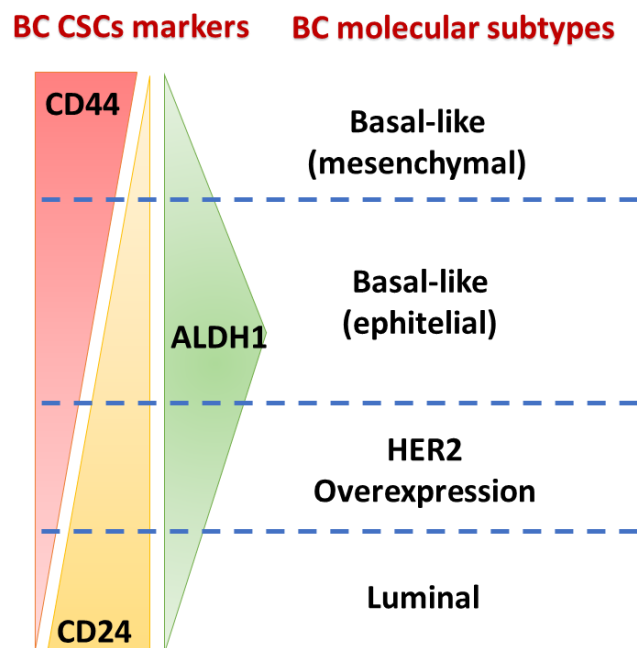 BC CSCs markers
BC molecular subtypes
CD44
Basal-like
(mesenchymal)
Basal-like
(ephitelial)
ALDH1
HER2
Overexpression
Luminal
CD24